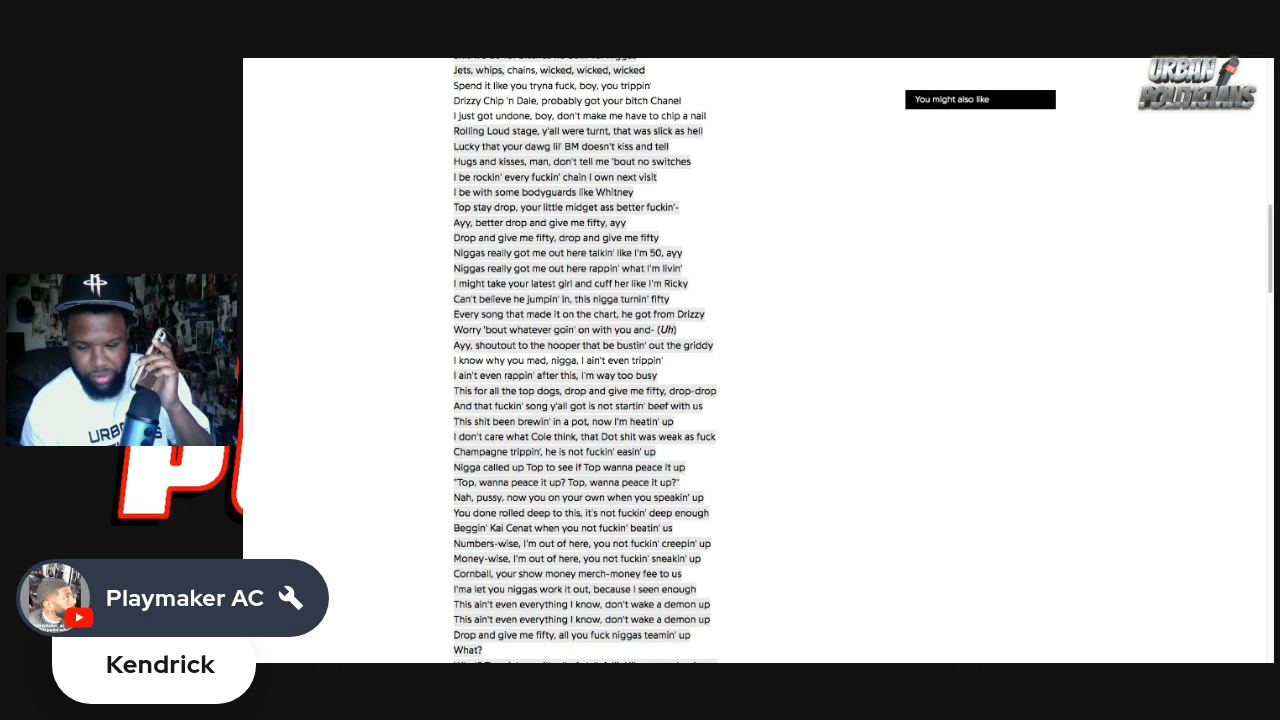 Jets, whips, chains, wicked, wicked, wicked
Spend it like you tryna fuck, boy, you trippin'
Drizzy Chip 'n Dale, probably got your bitch Chanel
I just got undone, boy, don't make me have to chip a nail
Rolling Loud stage, y'all were turnt, that was slick as hell
Lucky that your dawg lil' BM doesn't kiss and tell
Hugs and kisses, man, don't tell me 'bout no switches
I be rockin' every fuckin' chain I own next visit
I be with some bodyguards like Whitney
Top stay drop, your little midget ass better fuckin'-
Ayy, better drop and give me fifty, ayy
Drop and give me fifty, drop and give me fifty
Niggas really got me out here talkin' like I'm 50, ayy
Niggas really got me out here rappin' what I'm livin'
I might take your latest girl and cuff her like I'm Ricky
Can't believe he jumpin' in, this nigga turnin' fifty
Every song that made it on the chart, he got from Drizzy
Worry 'bout whatever goin' on with you and- (Uh)
Ayy, shoutout to the hooper that be bustin' out the griddy
I know why you mad, nigga, I ain't even trippin'
I ain't even rappin' after this, I'm way too busy
This for all the top dogs, drop and give me fifty, drop-drop
And that fuckin' song y'all got is not startin' beef with us
This shit been brewin' in a pot, now I'm heatin' up
I don't care what Cole think, that Dot shit was weak as fuck
Champagne trippin', he is not fuckin' easin' up
Nigga called up Top to see if Top wanna peace it up
"Top, wanna peace it up? Top, wanna peace it up?"
Nah, pussy, now you on your own when you speakin' up
You done rolled deep to this, it's not fuckin' deep enough
Beggin' Kai Cenat when you not fuckin' beatin' us
Numbers-wise, I'm out of here, you not fuckin' creepin' up
Money-wise, I'm out of here, you not fuckin' sneakin' up
Cornball, your show money merch-money fee to us
I'ma let you niggas work it out, because I seen enough
This ain't even everything I know, don't wake a demon up
This ain't even everything I know, don't wake a demon up
Drop and give me fifty, all you fuck niggas teamin' up
What?
You might also like
URBAN
POLITICIANS
Playmaker AC
Kendrick